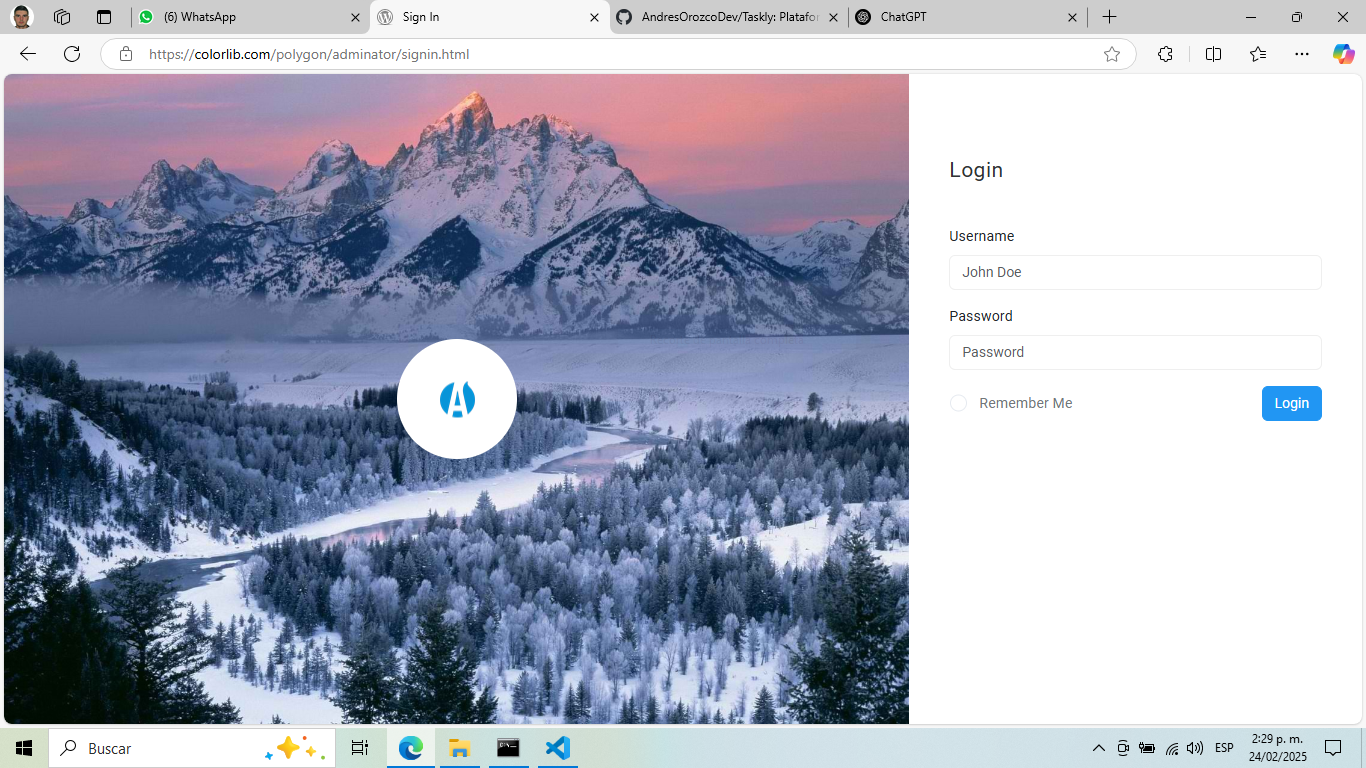 (6) WhatsApp
Sign In
AndresOrozcoDev/Taskly: Platafor
ChatGPT
https://colorlib.com/polygon/adminator/signin.html
Login
Username
John Doe
Password
Password
Remember Me
Login
A
Buscar
ESP
2:29 p. m.
24/02/2025